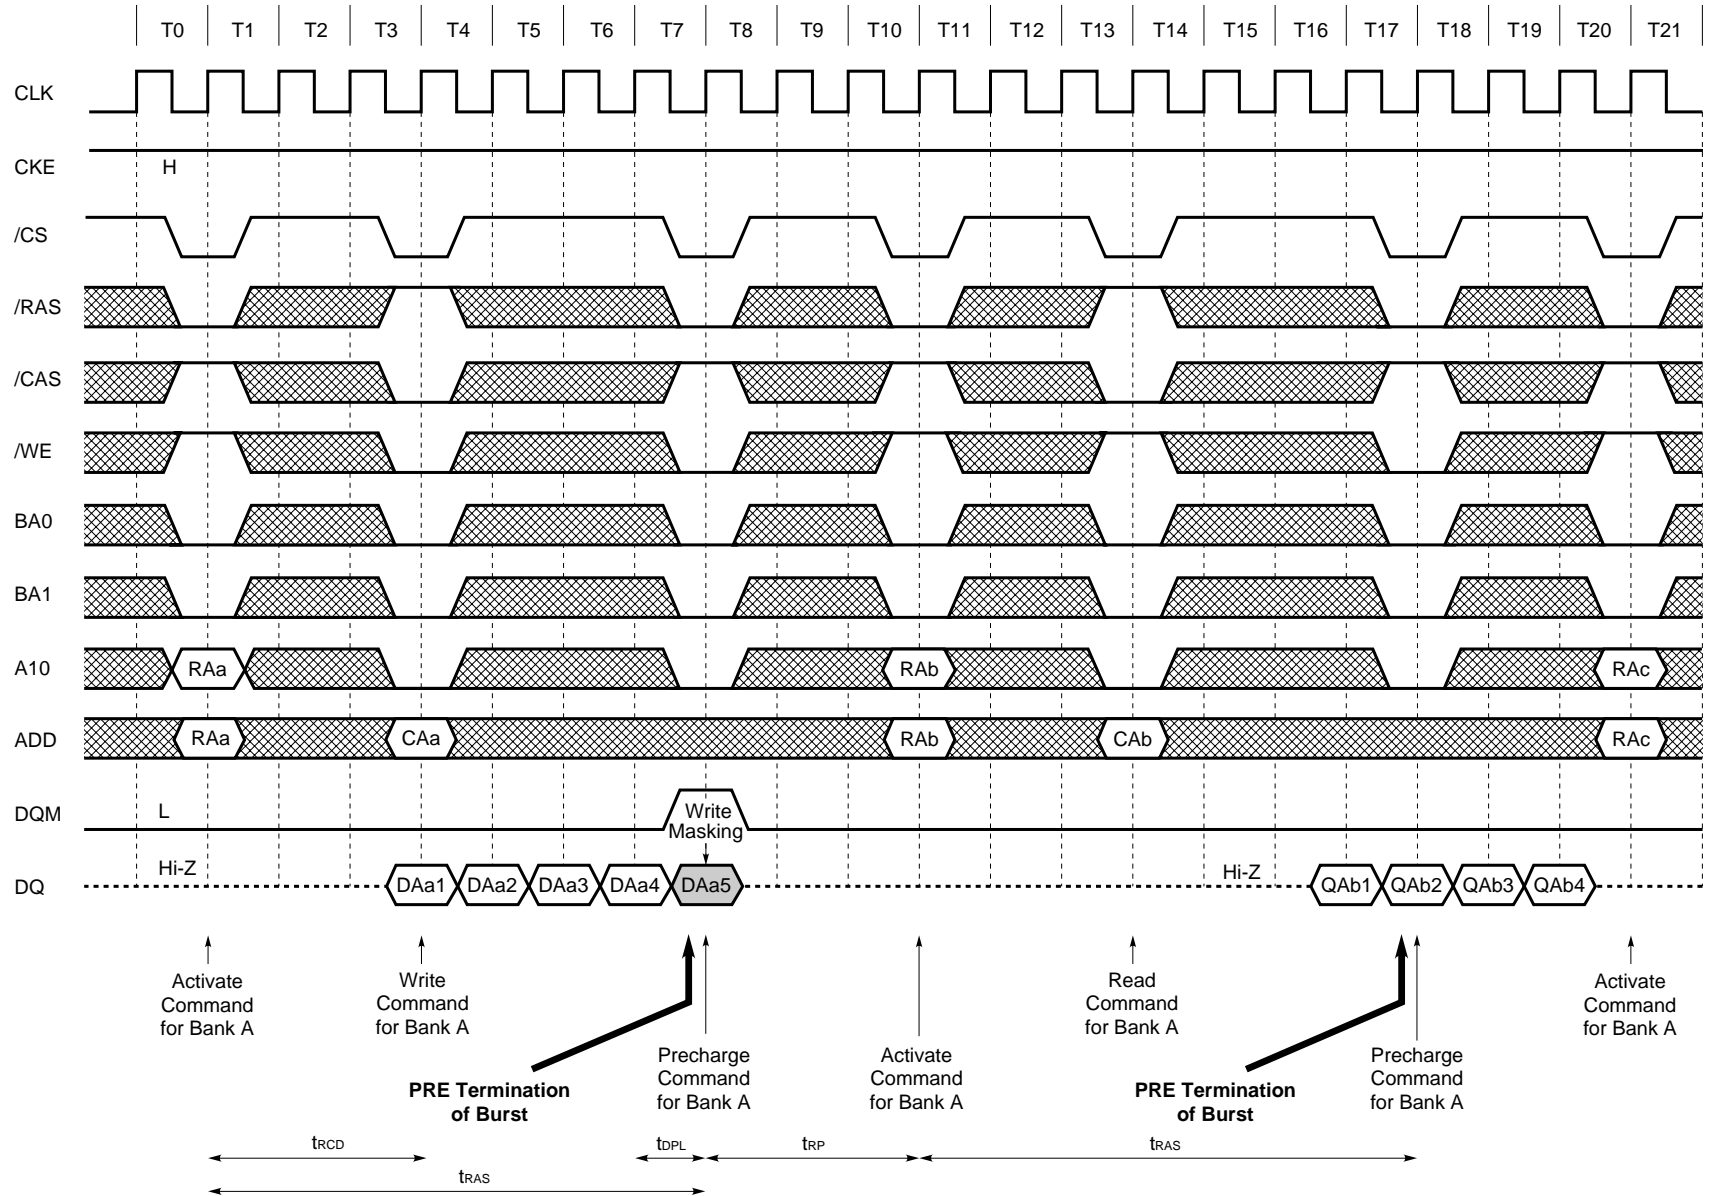 T0 T1 T2 T3 T4 T5 T6 T7 T8 T9 T10 T11 T12 T13 T14 T15 T16 T17 T18 T19 T20 T21
CLK
CKE H
/CS
/RAS
/CAS
/WE
BA0
BA1
A10 RAa RAb RAc
ADD RAa CAa RAb CAb RAc
DQM L Write
Masking
Hi-Z Hi-Z
DQ DAa1 DAa2 DAa3 DAa4 DAa5 QAb1 QAb2 QAb3 QAb4
Activate
Command
for Bank A
Write
Command
for Bank A
PRE Termination
of Burst
Precharge
Command
for Bank A
Activate
Command
for Bank A
Read
Command
for Bank A
PRE Termination
of Burst
Precharge
Command
for Bank A
Activate
Command
for Bank A
tRCD tDPL tRP tRAS
tRAS